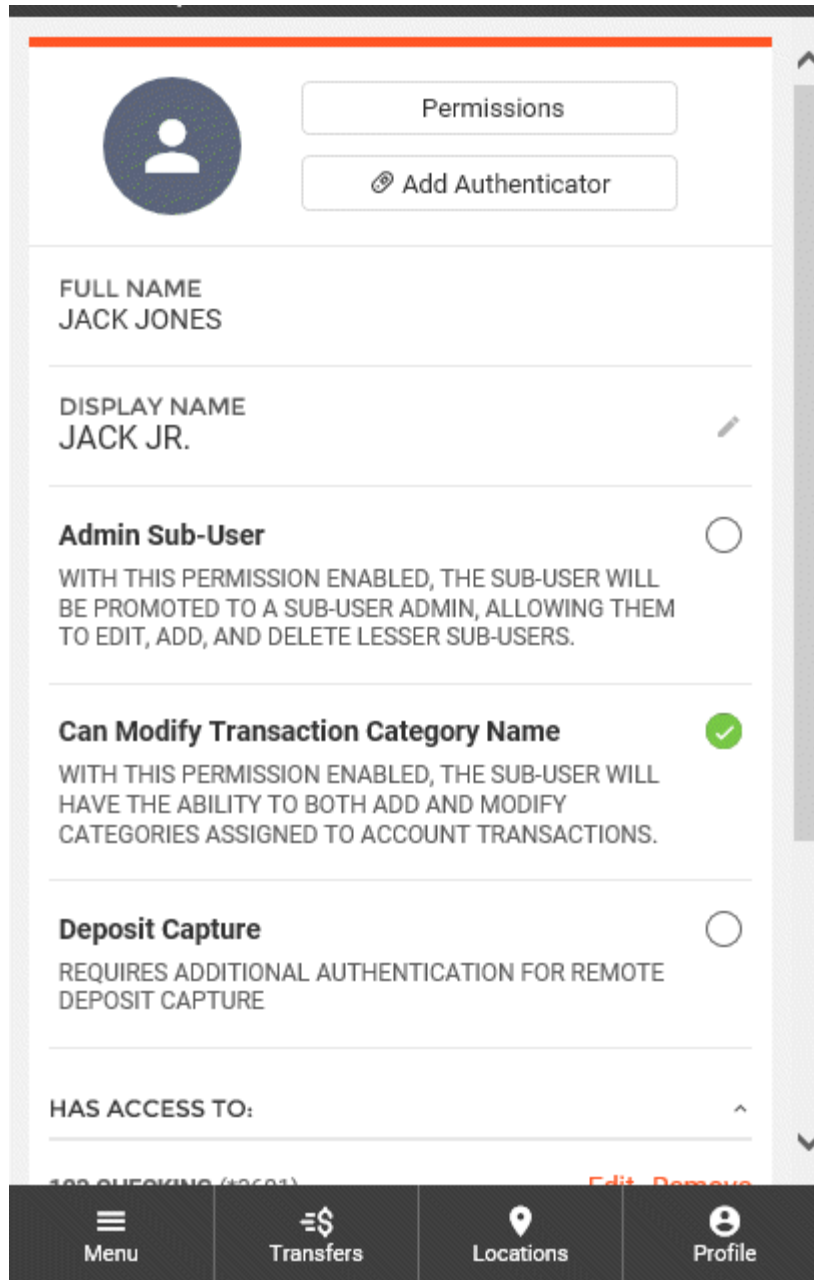 Permissions
Add Authenticator
FULL NAME
JACK JONES
DISPLAY NAME
JACK JR.
Admin Sub-User
WITH THIS PERMISSION ENABLED, THE SUB-USER WILL
BE PROMOTED TO A SUB-USER ADMIN, ALLOWING THEM
TO EDIT, ADD, AND DELETE LESSER SUB-USERS.
Can Modify Transaction Category Name
WITH THIS PERMISSION ENABLED, THE SUB-USER WILL
HAVE THE ABILITY TO BOTH ADD AND MODIFY
CATEGORIES ASSIGNED TO ACCOUNT TRANSACTIONS.
Deposit Capture
REQUIRES ADDITIONAL AUTHENTICATION FOR REMOTE
DEPOSIT CAPTURE
HAS ACCESS TO:
CHECKING Edit Remove
Menu Transfers Locations Profile